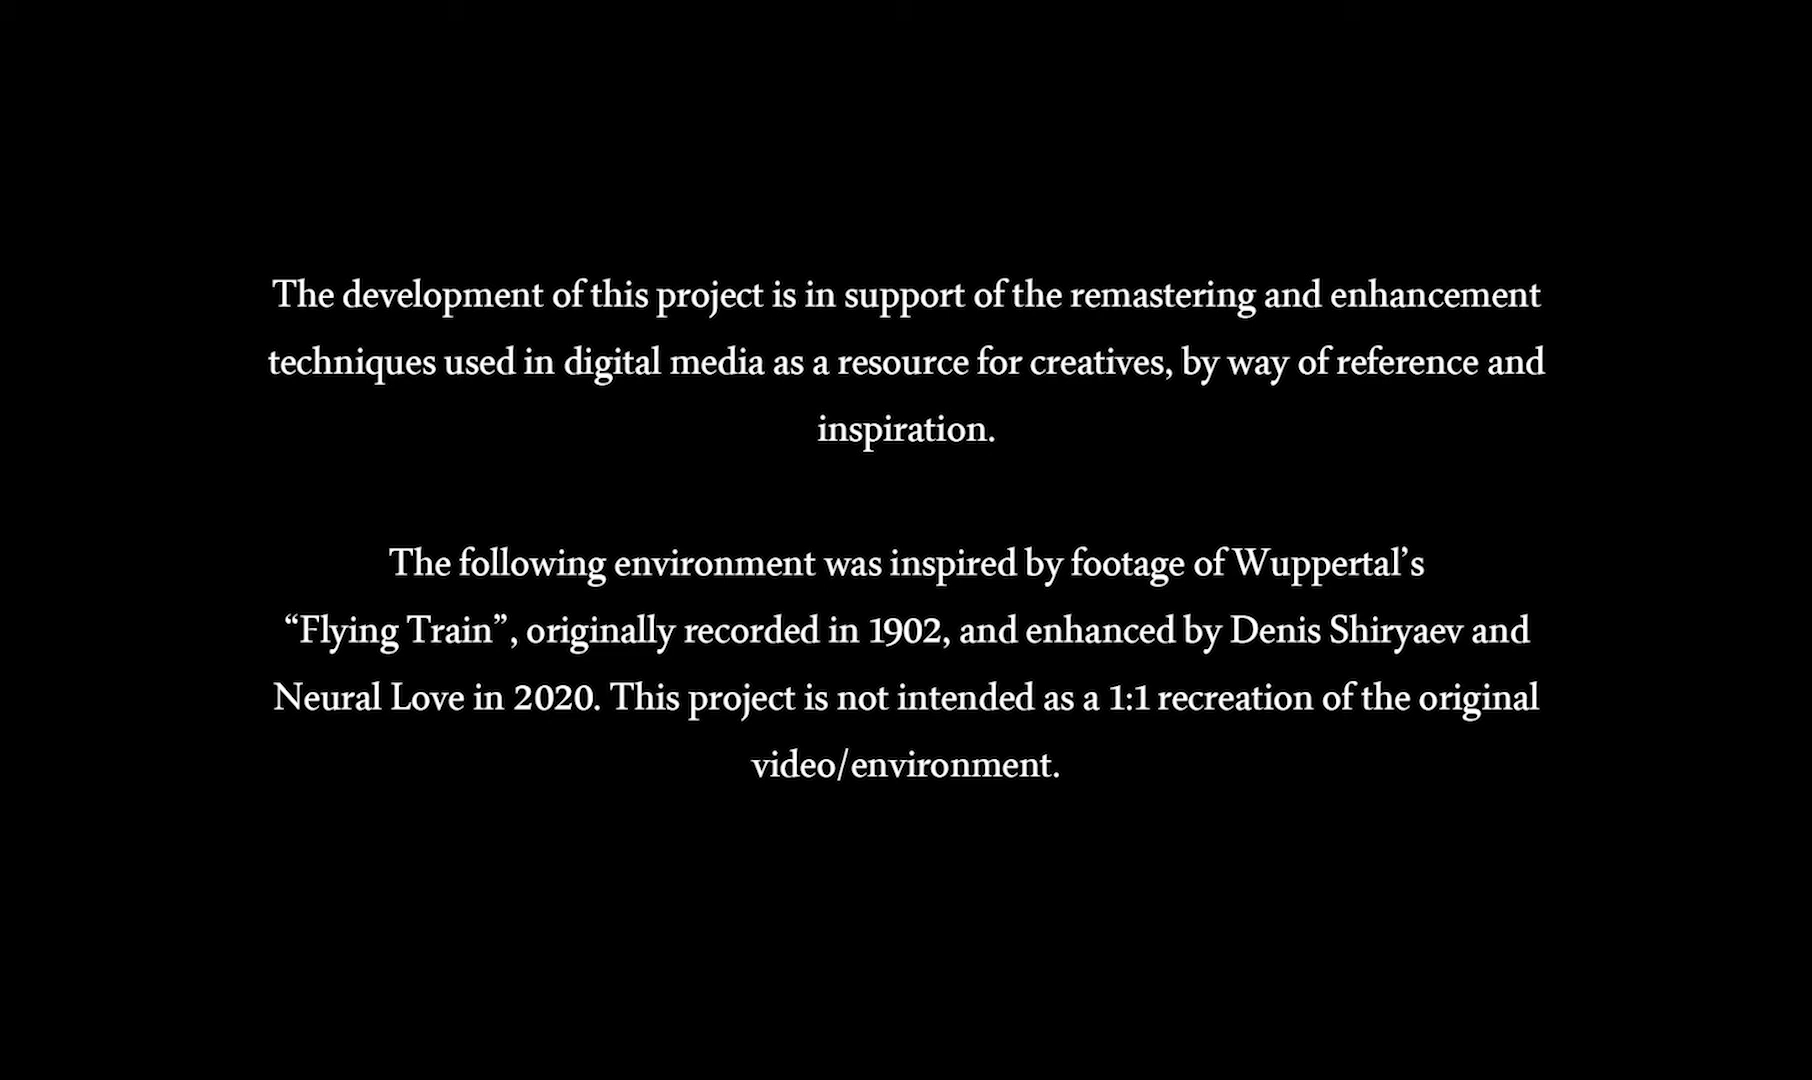 The development of this project is in support of the remastering and enhancement
techniques used in digital media as a resource for creatives, by way of reference and
inspiration.
The following environment was inspired by footage of Wuppertal’s
“Flying Train”, originally recorded in 1902, and enhanced by Denis Shiryaev and
Neural Love in 2020. This project is not intended as a 1:1 recreation of the original
video/environment.